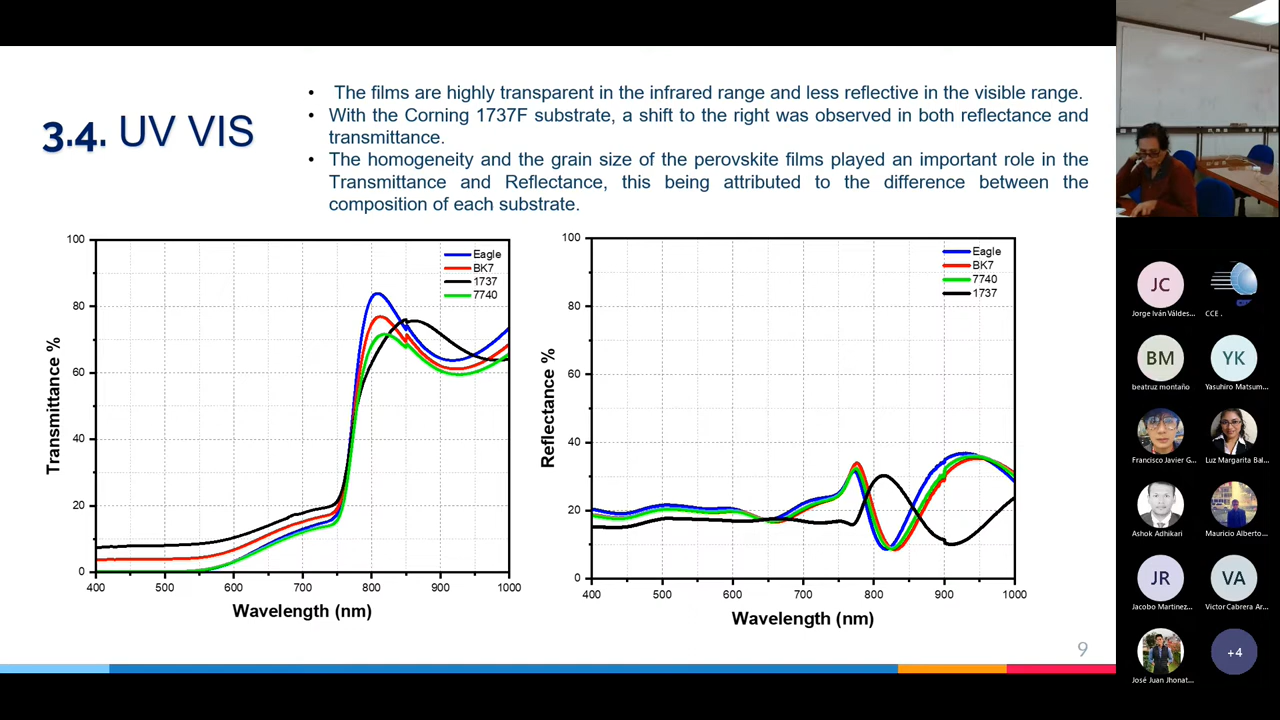 3.4. UV VIS
• The films are highly transparent in the infrared range and less reflective in the visible range.
• With the Corning 1737F substrate, a shift to the right was observed in both reflectance and
transmittance.
• The homogeneity and the grain size of the perovskite films played an important role in the
Transmittance and Reflectance, this being attributed to the difference between the
composition of each substrate.
Transmittance %
100
80
60
40
20
0
400 500 600 700 800 900 1000
Wavelength (nm)
Eagle
BK7
1737
7740
Reflectance %
100
80
60
40
20
0
400 500 600 700 800 900 1000
Wavelength (nm)
Eagle
BK7
7740
1737
9
JC
Jorge Iván Váldes...
CCE .
BM
beatruz montaño
YK
Yasuhiro Matsum...
Francisco Javier G...
Luz Margarita Bal...
Ashok Adhikari
Mauricio Alberto...
JR
Jacobo Martinez...
VA
Victor Cabrera Ar...
José Juan Jhonat...
+4